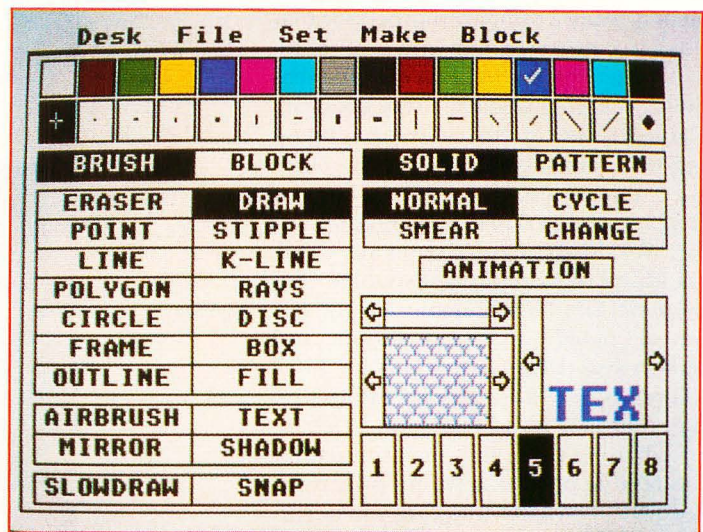 Desk File Set Make Block
BRUSH BLOCK SOLID PATTERN
ERASER DRAW NORMAL CYCLE
POINT STIPPLE SMEAR CHANGE
LINE K-LINE
ANIMATION
POLYGON RAYS
CIRCLE DISC
FRAME BOX
OUTLINE FILL
TEX
AIRBRUSH TEXT
MIRROR SHADOW
1 2 3 4 5 6 7 8
SLOWDRAW SNAP